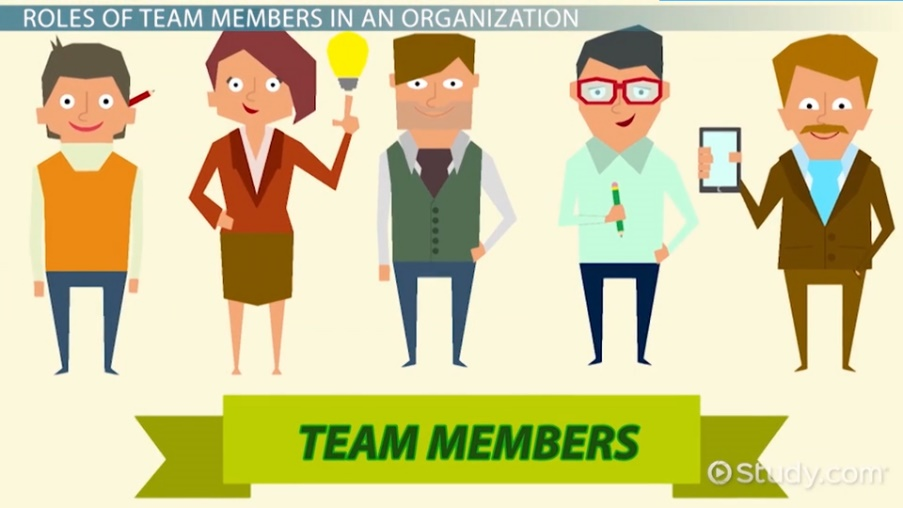 ROLES OF TEAM MEMBERS IN AN ORGANIZATION
TEAM MEMBERS
Study.com